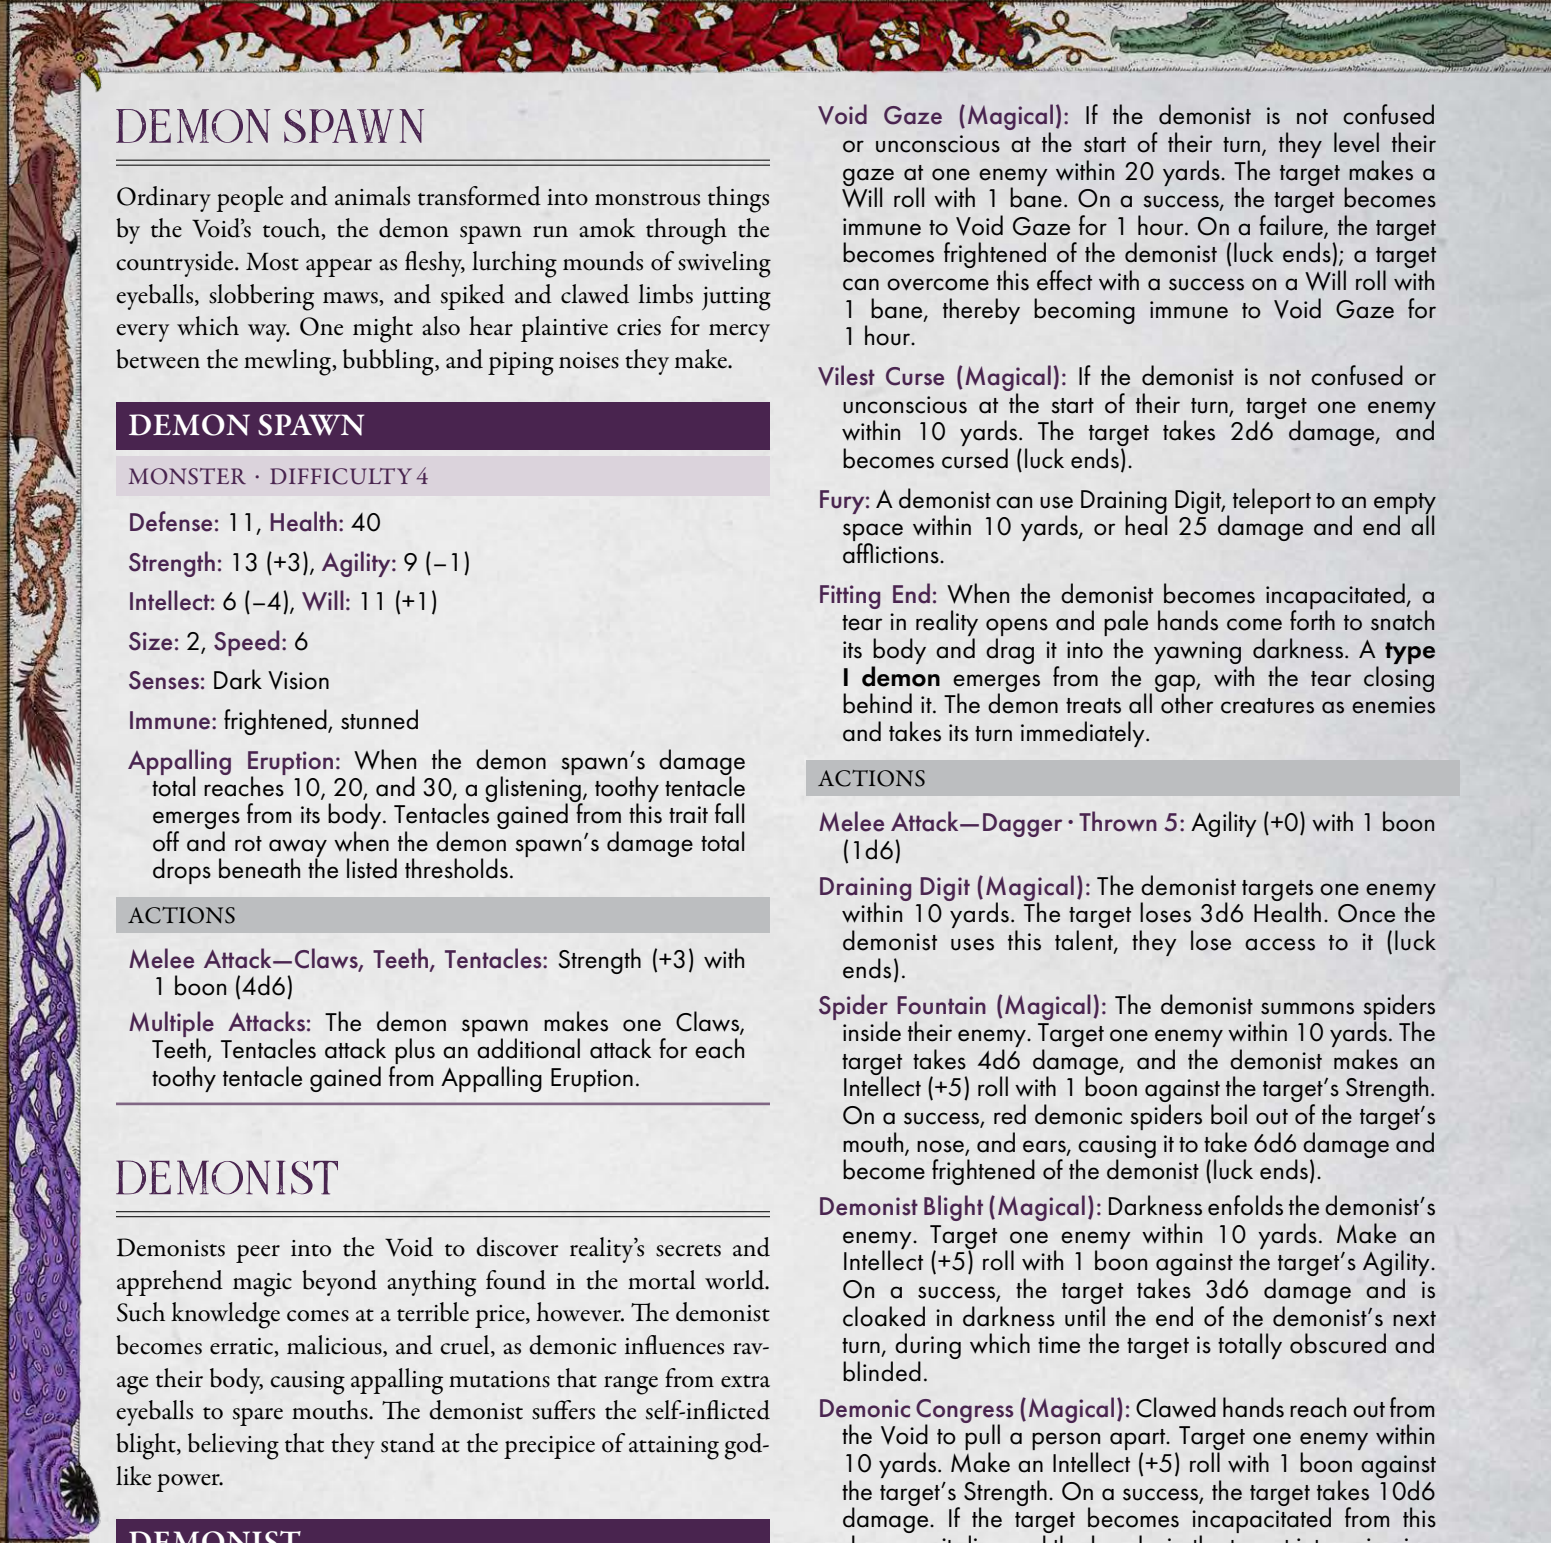 DEMON SPAWN
Ordinary people and animals transformed into monstrous things
by the Void's touch, the demon spawn run amok through the
countryside. Most appear as fleshy, lurching mounds of swiveling
eyeballs, slobbering maws, and spiked and clawed limbs jutting
every which way. One might also hear plaintive cries for mercy
between the mewling, bubbling, and piping noises they make.
DEMON SPAWN
MONSTER · DIFFICULTY 4
Defense: 11, Health: 40
Strength: 13 (+3), Agility: 9 (−1)
Intellect: 6 (−4), Will: 11 (+1)
Size: 2, Speed: 6
Senses: Dark Vision
Immune: frightened, stunned
Appalling Eruption: When the demon spawn's damage
total reaches 10, 20, and 30, a glistening, toothy tentacle
emerges from its body. Tentacles gained from this trait fall
off and rot away when the demon spawn's damage total
drops beneath the listed thresholds.
ACTIONS
Melee Attack—Claws, Teeth, Tentacles: Strength (+3) with
1 boon (4d6)
Multiple Attacks: The demon spawn makes one Claws,
Teeth, Tentacles attack plus an additional attack for each
toothy tentacle gained from Appalling Eruption.
DEMONIST
Demonists peer into the Void to discover reality's secrets and
apprehend magic beyond anything found in the mortal world.
Such knowledge comes at a terrible price, however. The demonist
becomes erratic, malicious, and cruel, as demonic influences rav-
age their body, causing appalling mutations that range from extra
eyeballs to spare mouths. The demonist suffers the self-inflicted
blight, believing that they stand at the precipice of attaining god-
like power.
DEMONIST
Void Gaze (Magical): If the demonist is not confused
or unconscious at the start of their turn, they level their
gaze at one enemy within 20 yards. The target makes a
Will roll with 1 bane. On a success, the target becomes
immune to Void Gaze for 1 hour. On a failure, the target
becomes frightened of the demonist (luck ends); a target
can overcome this effect with a success on a Will roll with
1 bane, thereby becoming immune to Void Gaze for
1 hour.
Vilest Curse (Magical): If the demonist is not confused or
unconscious at the start of their turn, target one enemy
within 10 yards. The target takes 2d6 damage, and
becomes cursed (luck ends).
Fury: A demonist can use Draining Digit, teleport to an empty
space within 10 yards, or heal 25 damage and end all
afflictions.
Fitting End: When the demonist becomes incapacitated, a
tear in reality opens and pale hands come forth to snatch
its body and drag it into the yawning darkness. A type
I demon emerges from the gap, with the tear closing
behind it. The demon treats all other creatures as enemies
and takes its turn immediately.
ACTIONS
Melee Attack—Dagger · Thrown 5: Agility (+0) with 1 boon
(1d6)
Draining Digit (Magical): The demonist targets one enemy
within 10 yards. The target loses 3d6 Health. Once the
demonist uses this talent, they lose access to it (luck
ends).
Spider Fountain (Magical): The demonist summons spiders
inside their enemy. Target one enemy within 10 yards. The
target takes 4d6 damage, and the demonist makes an
Intellect (+5) roll with 1 boon against the target's Strength.
On a success, red demonic spiders boil out of the target's
mouth, nose, and ears, causing it to take 6d6 damage and
become frightened of the demonist (luck ends).
Demonist Blight (Magical): Darkness enfolds the demonist's
enemy. Target one enemy within 10 yards. Make an
Intellect (+5) roll with 1 boon against the target's Agility.
On a success, the target takes 3d6 damage and is
cloaked in darkness until the end of the demonist's next
turn, during which time the target is totally obscured and
blinded.
Demonic Congress (Magical): Clawed hands reach out from
the Void to pull a person apart. Target one enemy within
10 yards. Make an Intellect (+5) roll with 1 boon against
the target's Strength. On a success, the target takes 10d6
damage. If the target becomes incapacitated from this